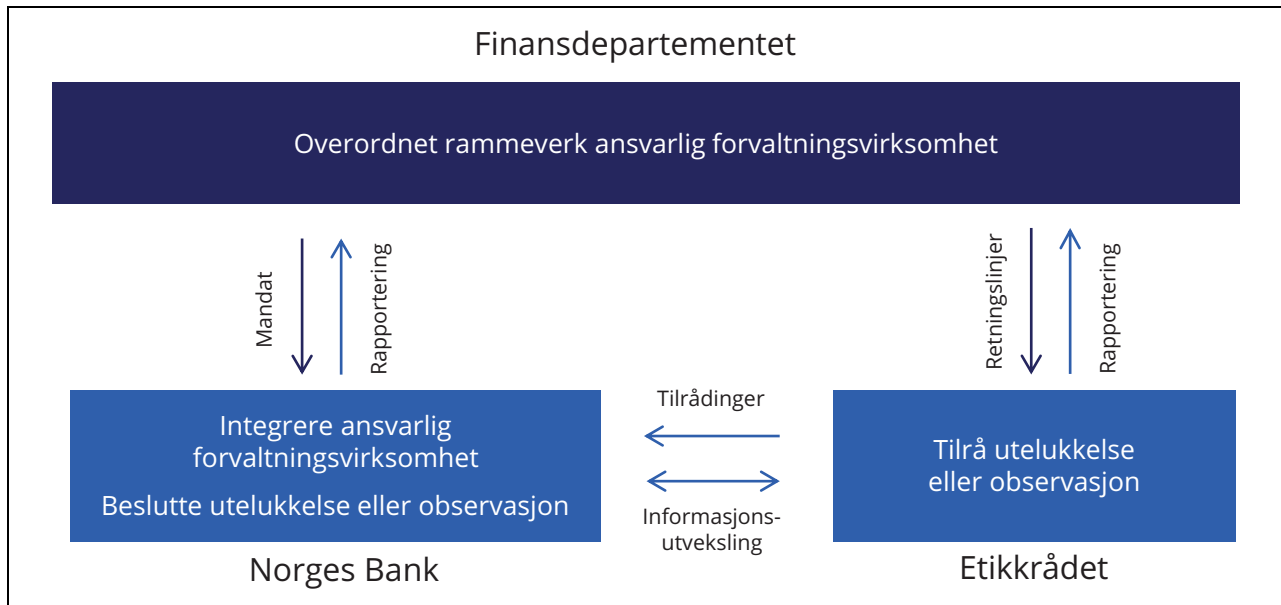 Finansdepartementet
Overordnet rammeverk ansvarlig forvaltningsvirksomhet
Mandat
Rapportering
Retningslinjer
Rapportering
Integrere ansvarlig
forvaltningsvirksomhet
Beslutte utelukkelse eller observasjon
Tilrådinger
Informasjons-
utveksling
Tilrå utelukkelse
eller observasjon
Norges Bank
Etikkrådet